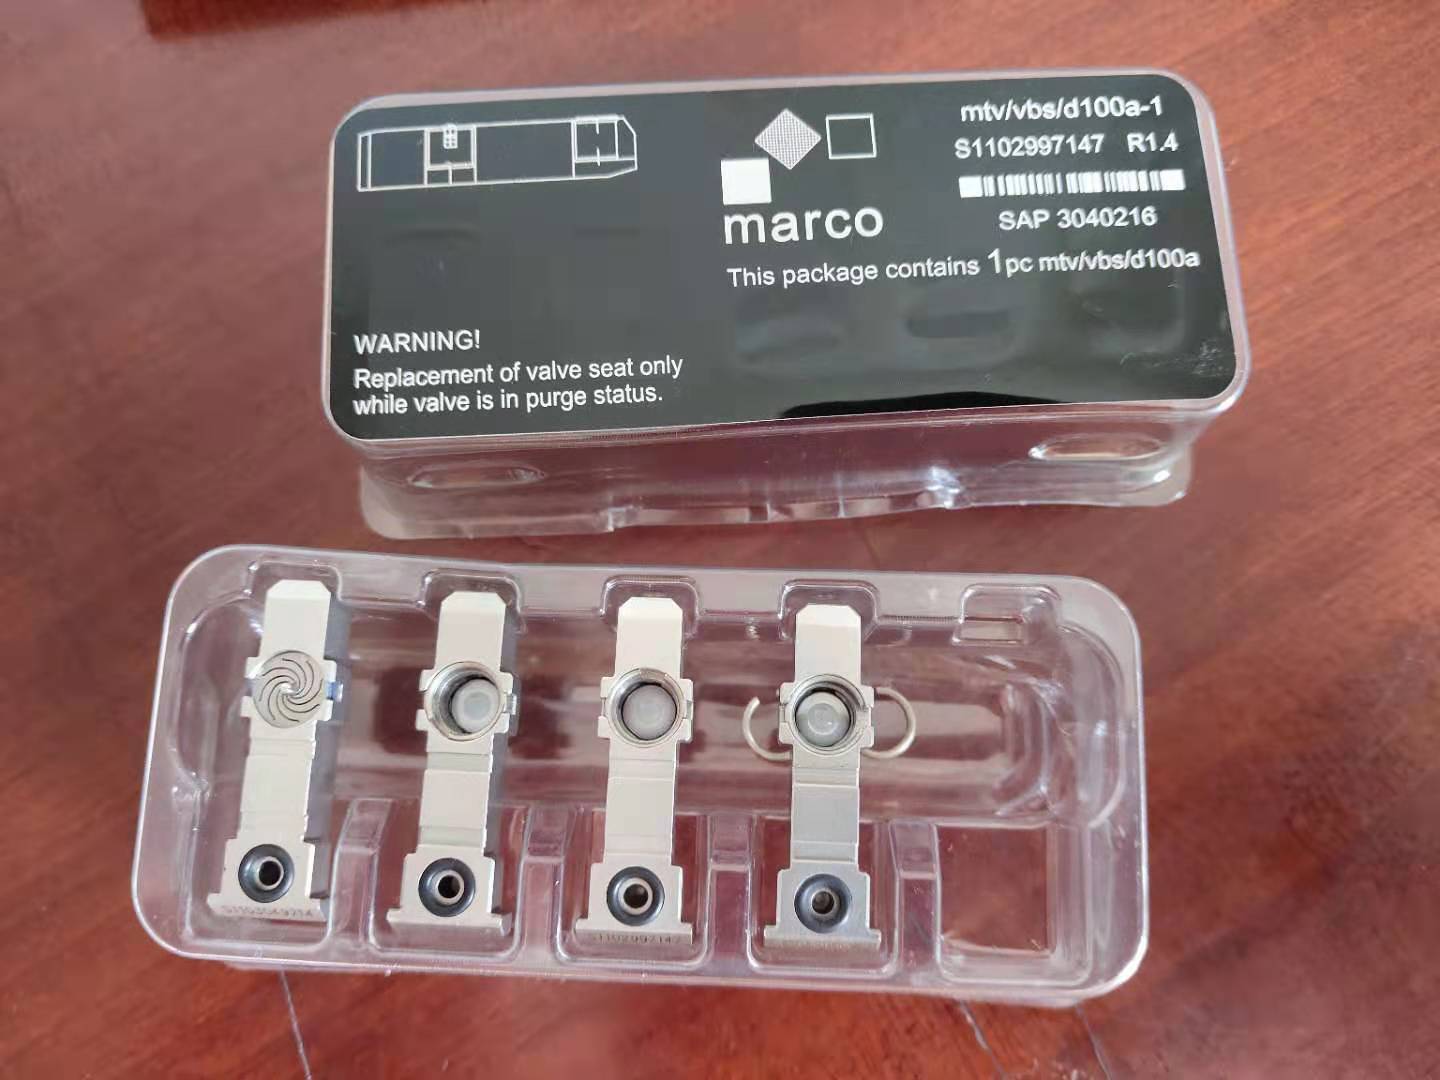 mtv/vbs/d100a-1
S1102997147 R1.4
SAP 3040216
marco
This package contains 1pc mtv/vbs/d100a
WARNING!
Replacement of valve seat only
while valve is in purge status.
S1102997147